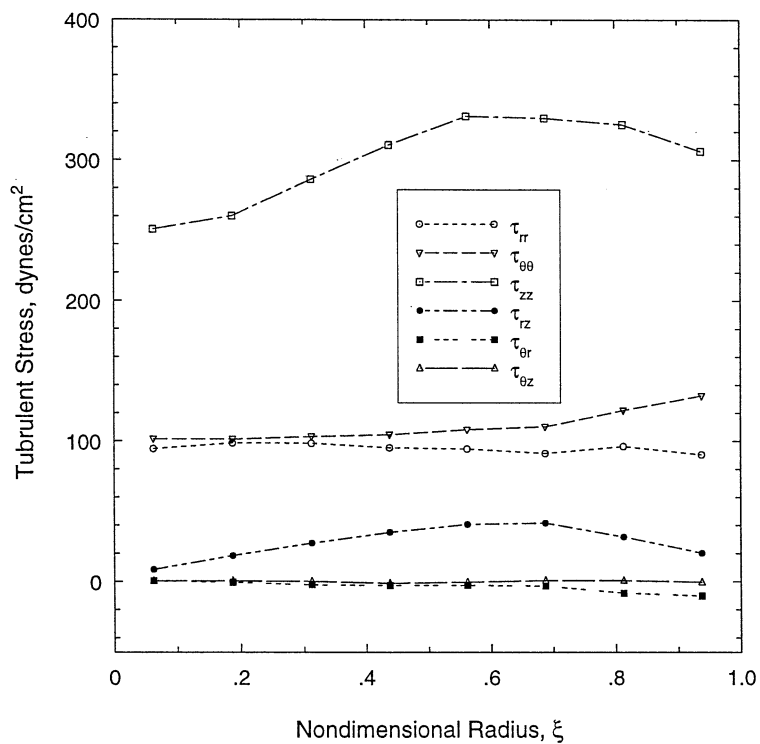 400
300
200
100
0
Tubrulent Stress, dynes/cm²
τrr
τθθ
τzz
τrz
τθr
τθz
0 .2 .4 .6 .8 1.0
Nondimensional Radius, ξ